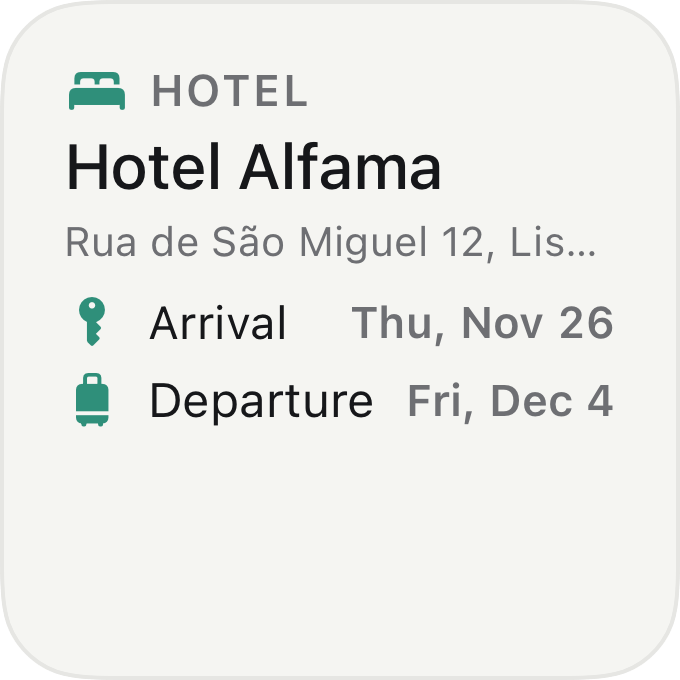 HOTEL
Hotel Alfama
Rua de São Miguel 12, Lis...
Arrival Thu, Nov 26
Departure Fri, Dec 4